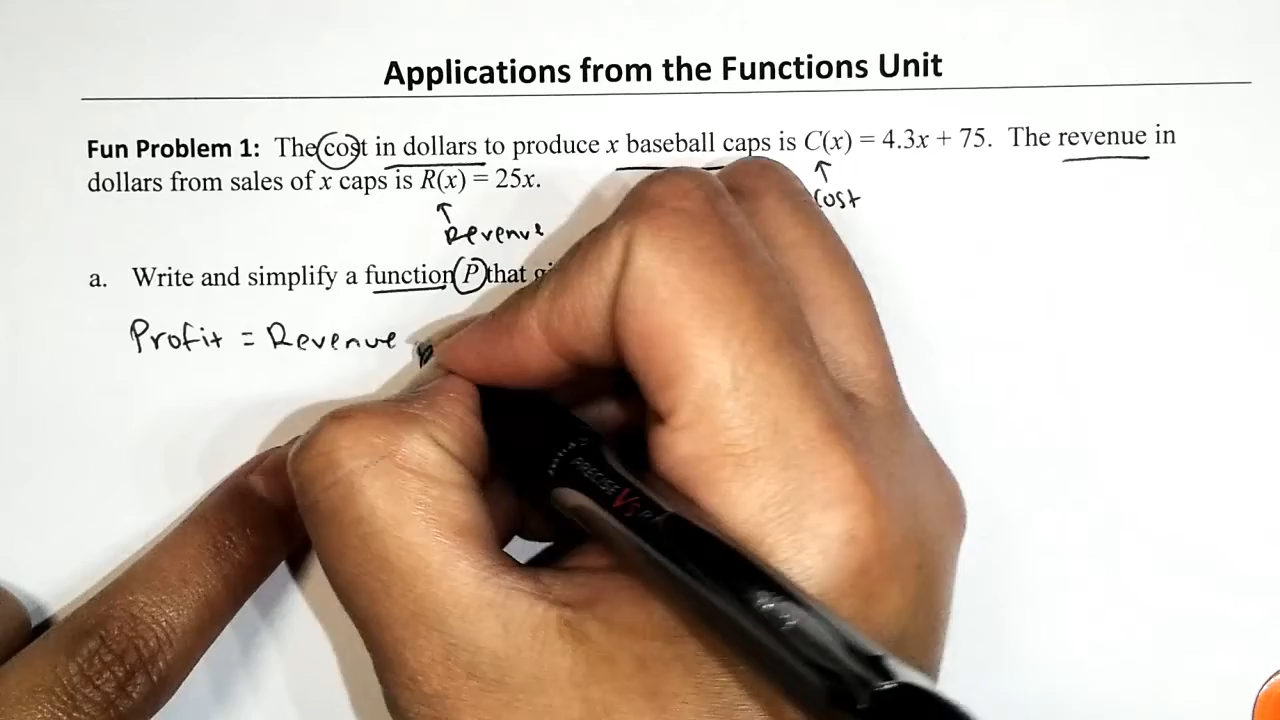 Applications from the Functions Unit
Fun Problem 1: The cost in dollars to produce x baseball caps is C(x) = 4.3x + 75. The revenue in
dollars from sales of x caps is R(x) = 25x.
cost
Revenue
a. Write and simplify a function P that
Profit = Revenue
PRECISE V5